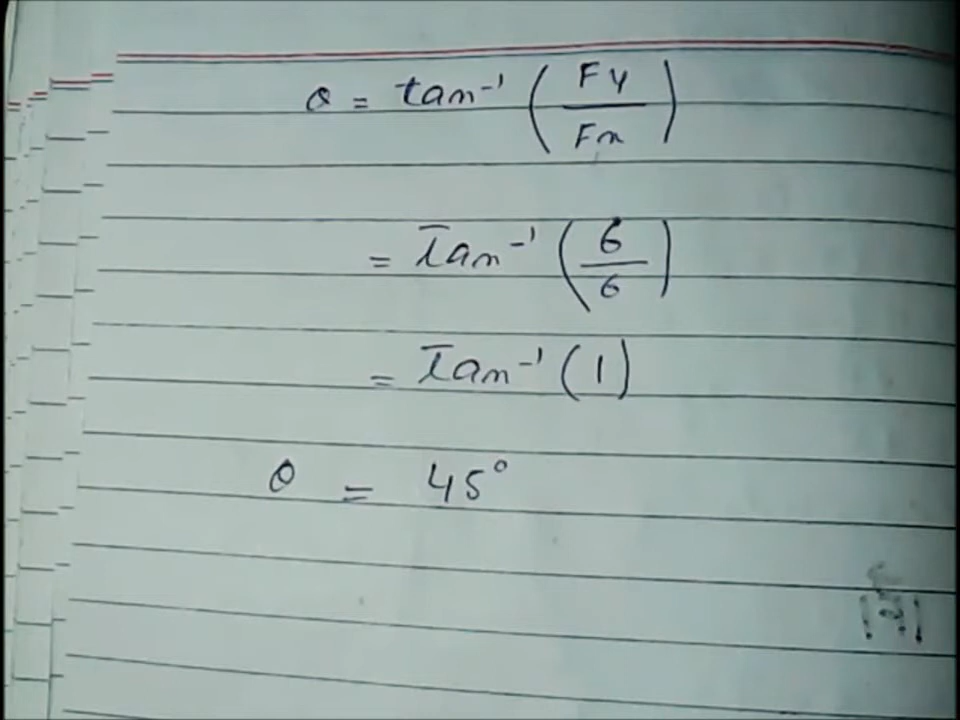 θ = tan⁻¹ (Fy/Fx)
= Tan⁻¹ (6/6)
= Tan⁻¹ (1)
θ = 45°